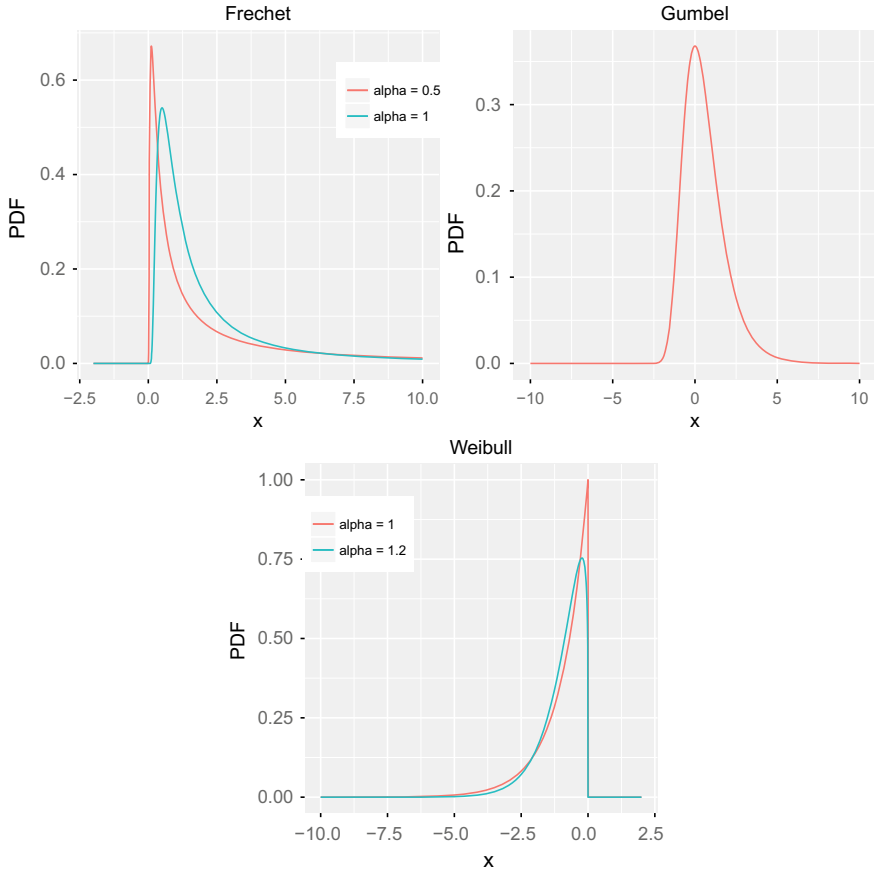 Frechet
PDF
0.6
0.4
0.2
0.0
alpha = 0.5
alpha = 1
−2.5 0.0 2.5 5.0 7.5 10.0
x
Gumbel
PDF
0.3
0.2
0.1
0.0
−10 −5 0 5 10
x
Weibull
PDF
1.00
0.75
0.50
0.25
0.00
alpha = 1
alpha = 1.2
−10.0 −7.5 −5.0 −2.5 0.0 2.5
x